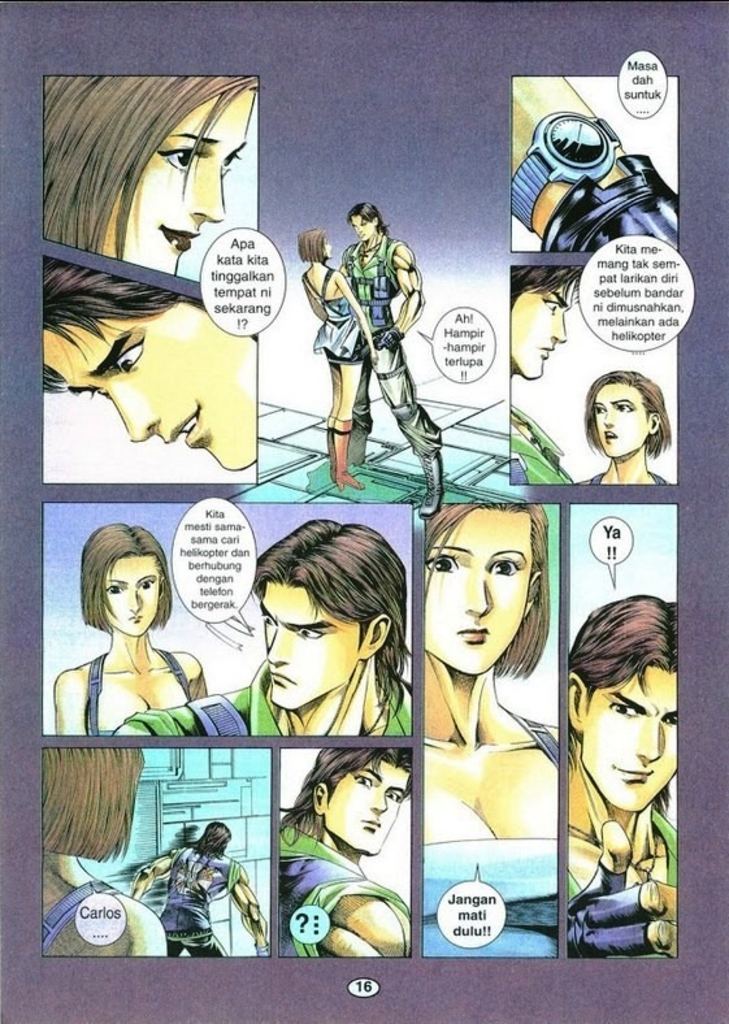 Apa
kata kita
tinggalkan
tempat ni
sekarang
!?
Ah!
Hampir
-hampir
terlupa
!!
Masa
dah
suntuk
....
Kita me-
mang tak sem-
pat larikan diri
sebelum bandar
ni dimusnahkan,
melainkan ada
helikopter
....
Kita
mesti sama-
sama cari
helikopter dan
berhubung
dengan
telefon
bergerak.
Carlos
....
?:
Jangan
mati
dulu!!
Ya
!!
16